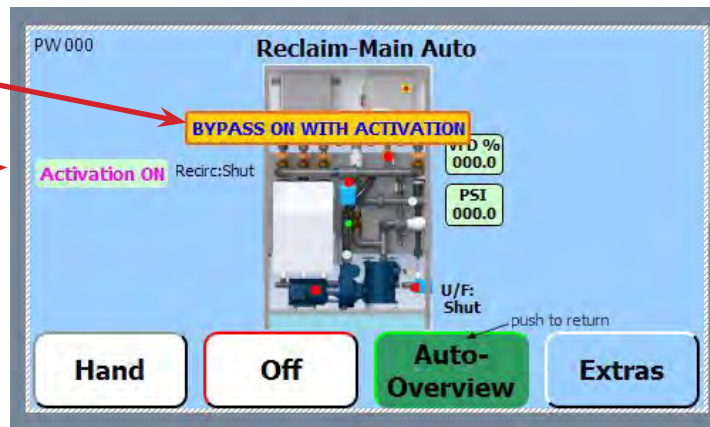 PW 000
Reclaim-Main Auto
BYPASS ON WITH ACTIVATION
VFD %
000.0
Activation ON
Recirc:Shut
PSI
000.0
U/F:
Shut
push to return
Hand
Off
Auto-
Overview
Extras